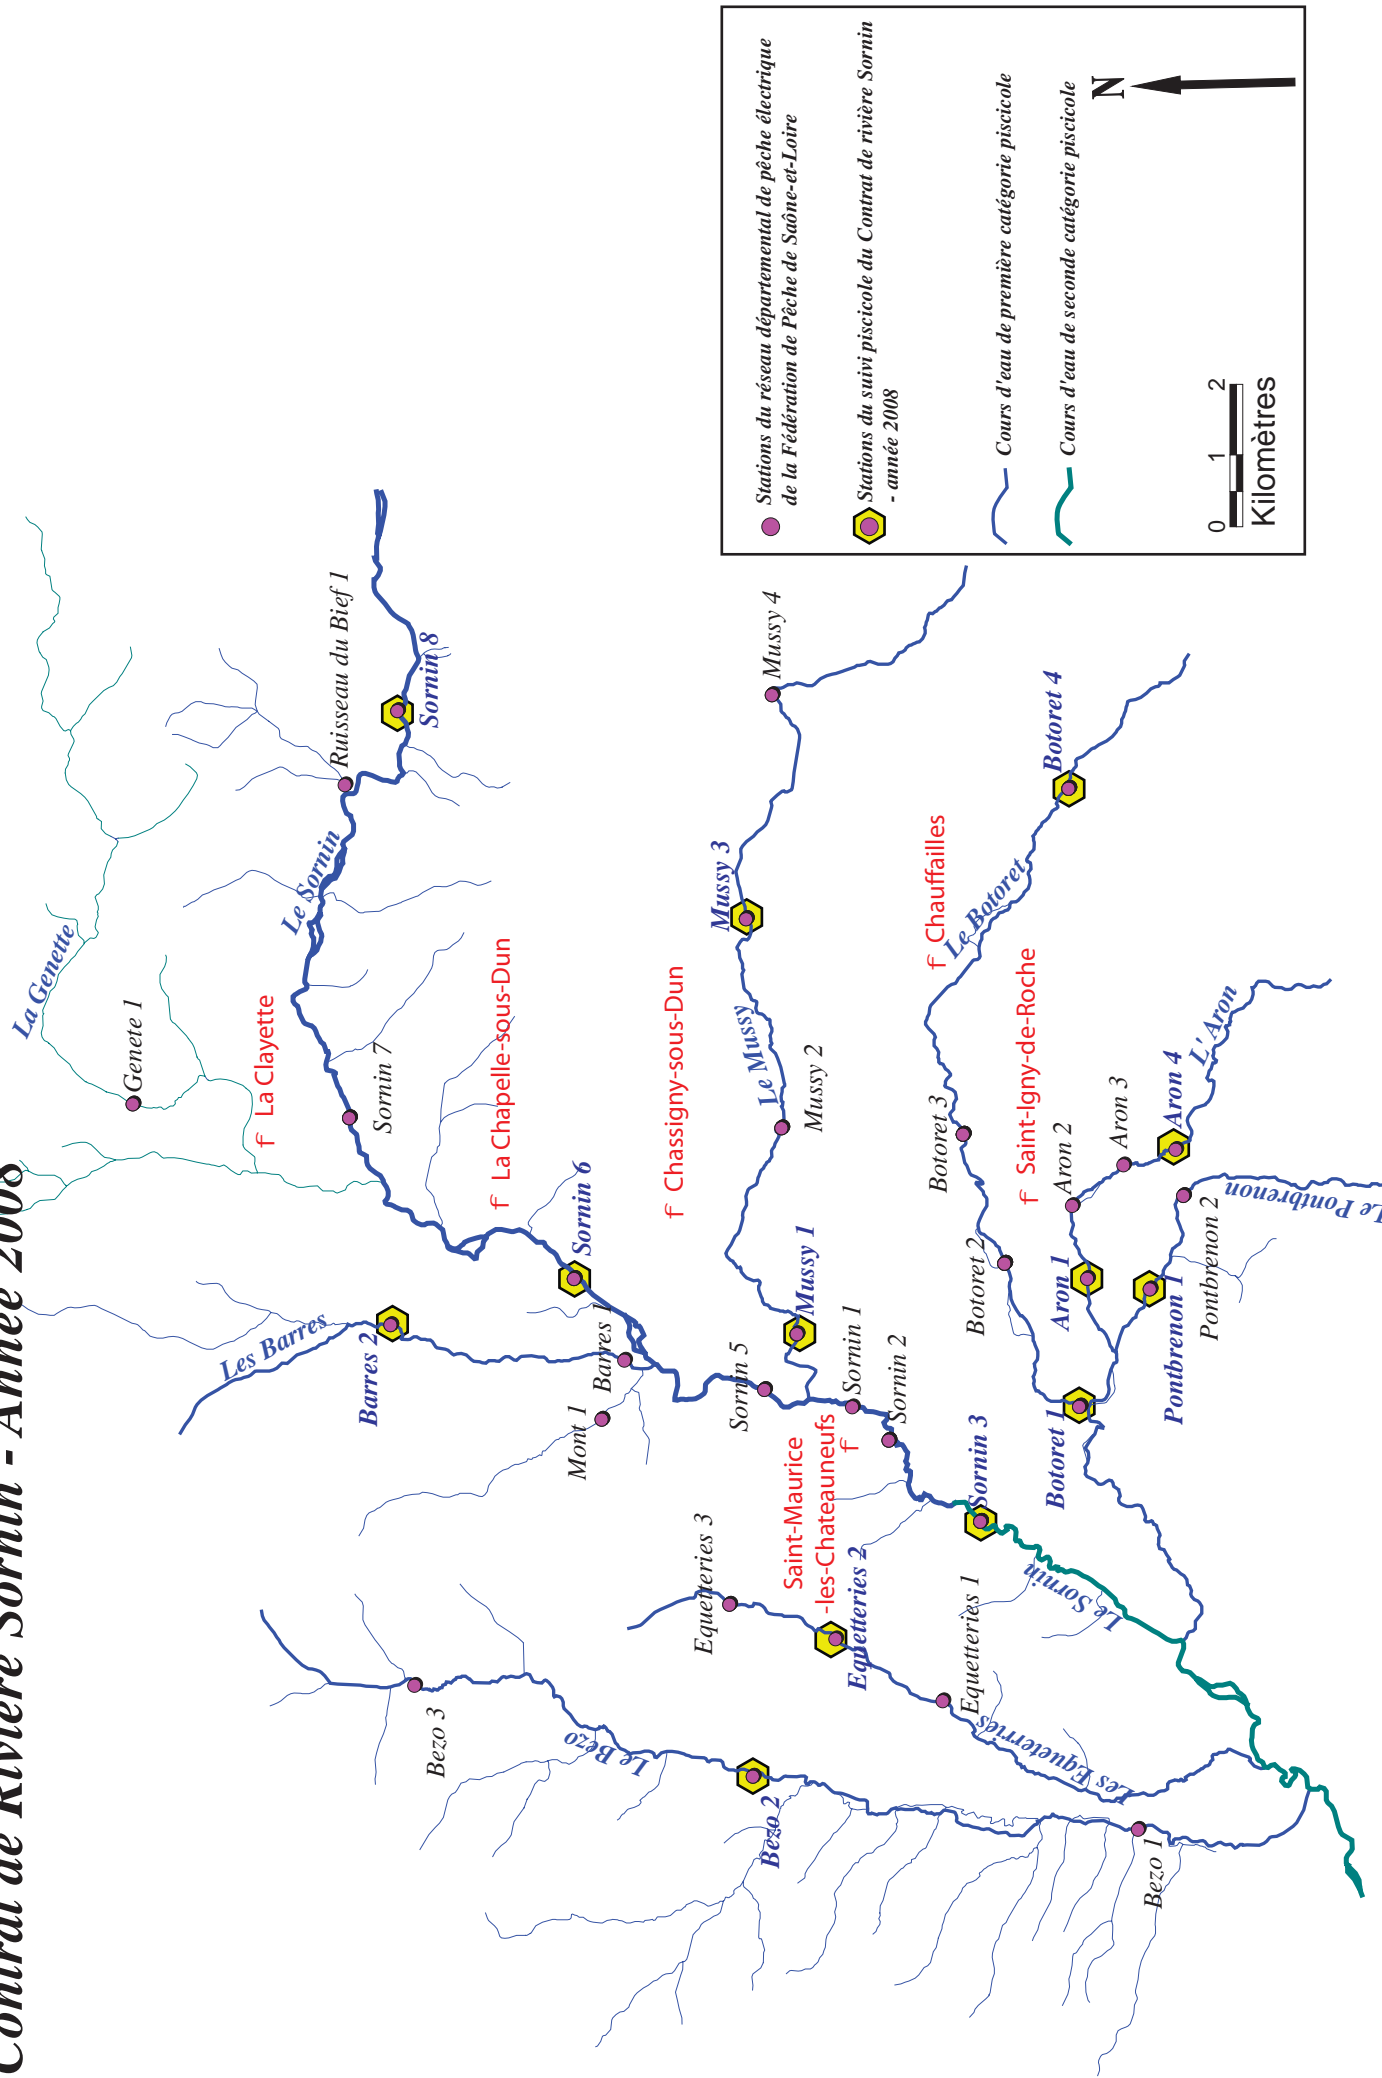 Contrat de Rivière Sornin - Année 2008
La Genette
Genete 1
La Clayette
Le Sornin
Ruisseau du Bief 1
Sornin 8
Sornin 7
La Chapelle-sous-Dun
Sornin 6
Les Barres
Barres 2
Barres 1
Mont 1
Chassigny-sous-Dun
Mussy 4
Mussy 3
Le Mussy
Mussy 2
Mussy 1
Sornin 5
Sornin 1
Sornin 2
Saint-Maurice
-les-Chateauneufs
Sornin 3
Le Sornin
Equetteries 3
Equetteries 2
Equetteries 1
Les Equeterries
Bezo 3
Le Bezo
Bezo 2
Bezo 1
Chauffailles
Le Botoret
Botoret 4
Botoret 3
Botoret 2
Botoret 1
Saint-Igny-de-Roche
Aron 1
Aron 2
Aron 3
Aron 4
L'Aron
Le Pontbrenon
Pontbrenon 2
Pontbrenon 1
Stations du réseau départemental de pêche électrique
de la Fédération de Pêche de Saône-et-Loire
Stations du suivi piscicole du Contrat de rivière Sornin
- année 2008
Cours d'eau de première catégorie piscicole
Cours d'eau de seconde catégorie piscicole
N
0 1 2
Kilomètres